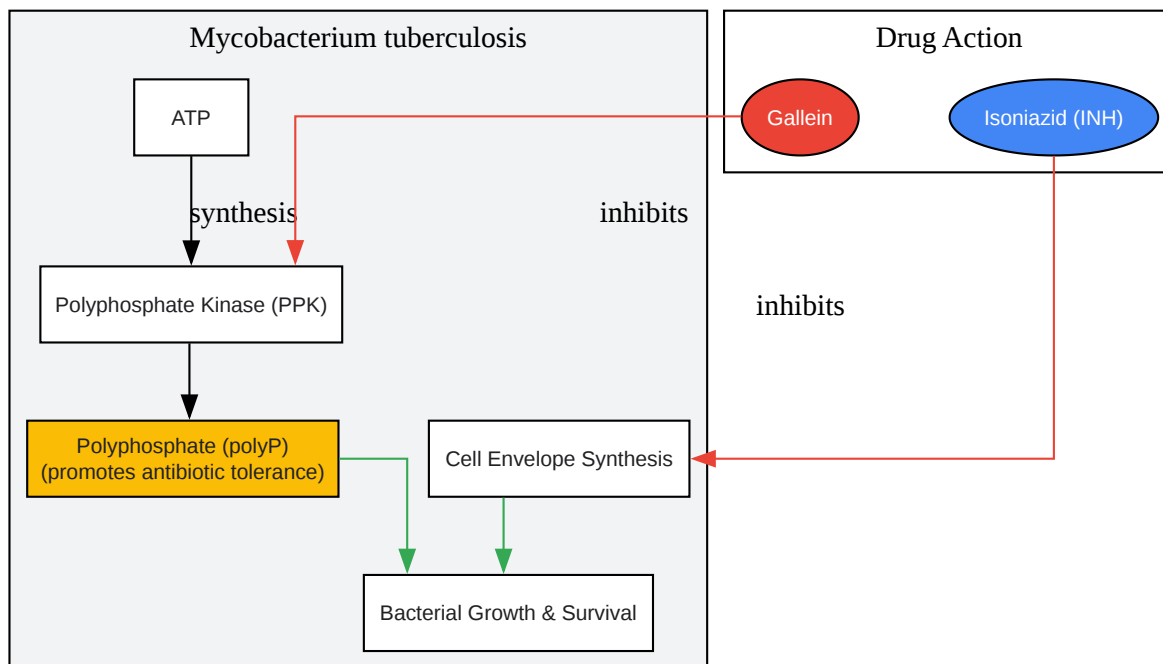 Mycobacterium tuberculosis
Drug Action
ATP
Gallein
Isoniazid (INH)
synthesis
inhibits
Polyphosphate Kinase (PPK)
inhibits
Polyphosphate (polyP)
(promotes antibiotic tolerance)
Cell Envelope Synthesis
Bacterial Growth & Survival